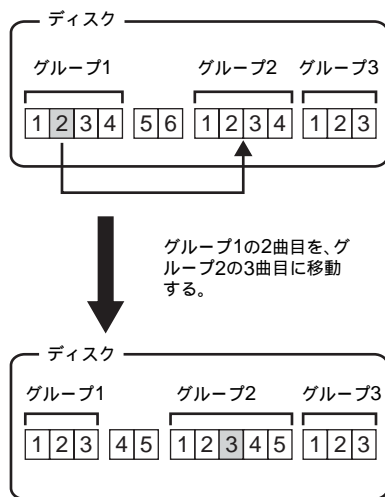 ディスク
グループ1 グループ2 グループ3
1 2 3 4 5 6 1 2 3 4 1 2 3
グループ1の2曲目を、グ
ループ2の3曲目に移動
する。
ディスク
グループ1 グループ2 グループ3
1 2 3 4 5 1 2 3 4 5 1 2 3